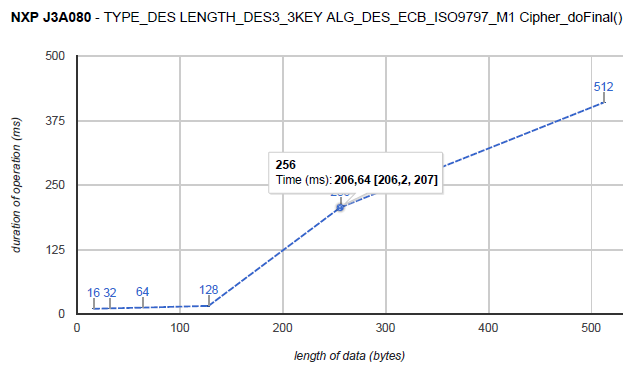 NXP J3A080 - TYPE_DES LENGTH_DES3_3KEY ALG_DES_ECB_ISO9797_M1 Cipher_doFinal()
500
512
375
duration of operation (ms)
256
Time (ms): 206,64 [206,2, 207]
250
125
16 32 64 128
0
0 100 200 300 400 500
length of data (bytes)